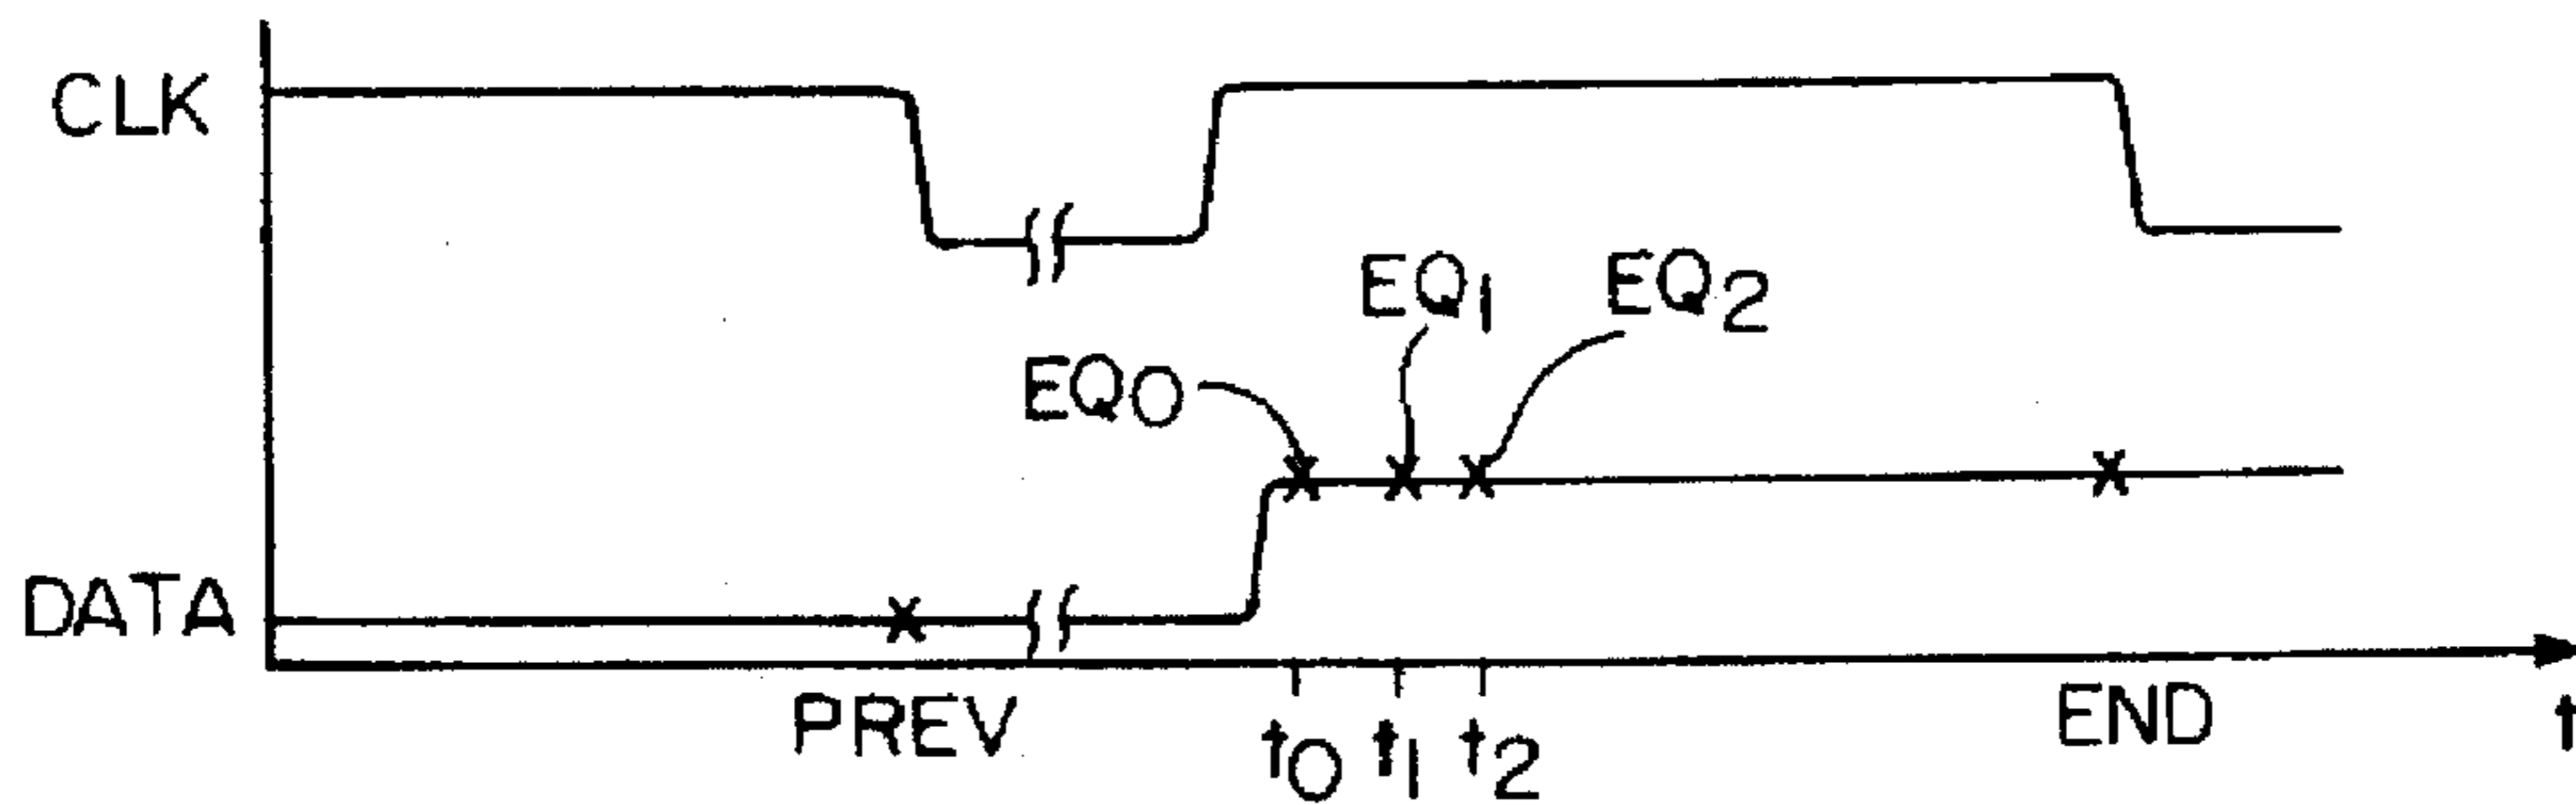 CLK
EQ1
EQ2
EQ0
DATA
PREV
t0
t1
t2
END
t